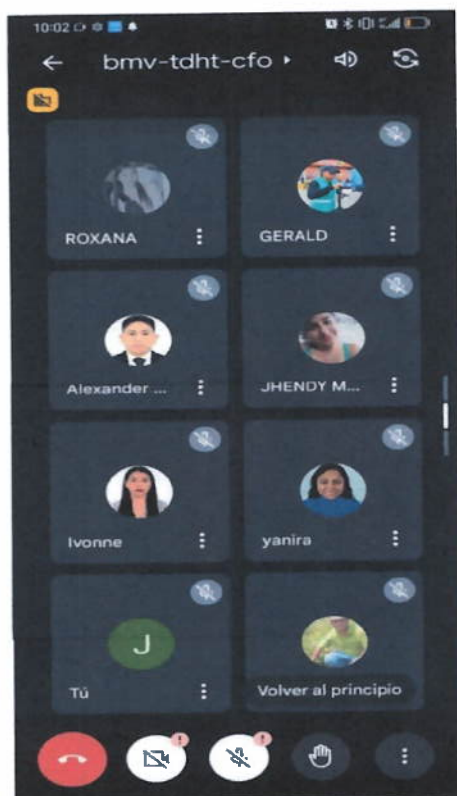 10:02
bmv-tdht-cfo
ROXANA
GERALD
Alexander ...
JHENDY M...
Ivonne
yanira
J
Tú
Volver al principio